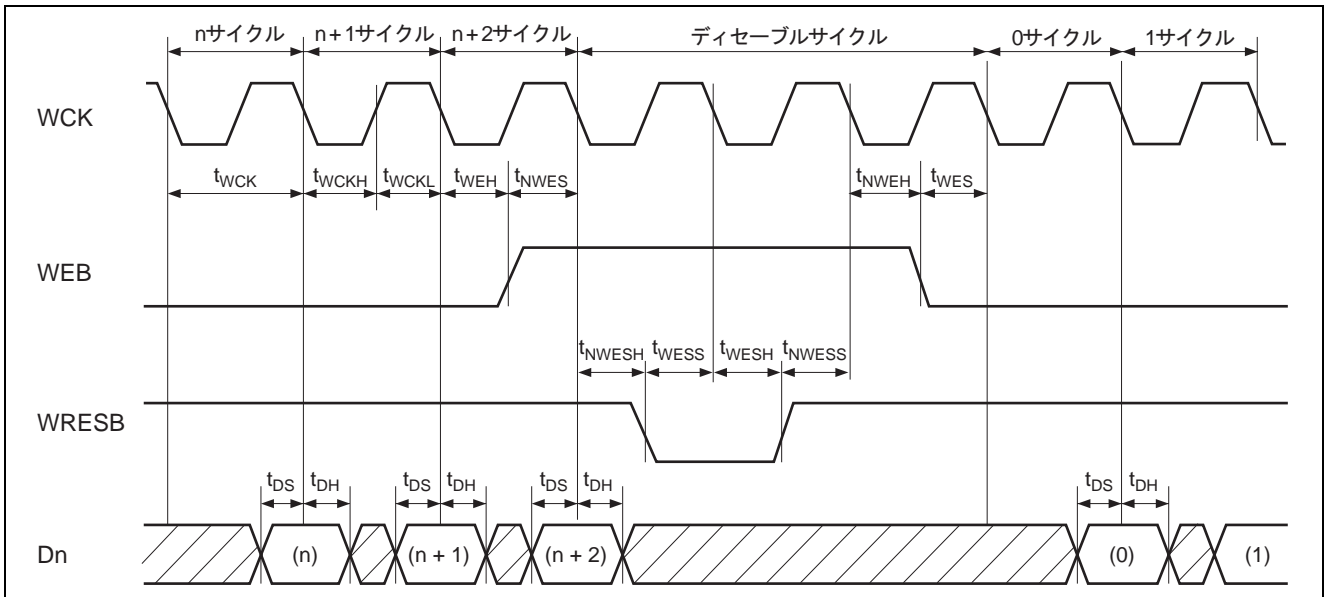 nサイクル n + 1サイクル n + 2サイクル ディセーブルサイクル 0サイクル 1サイクル
WCK
tWCK tWCKH tWCKL tWEH tNWES tNWEH tWES
WEB
tNWESH tWESS tWESH tNWESS
WRESB
tDS tDH tDS tDH tDS tDH tDS tDH
Dn (n) (n + 1) (n + 2) (0) (1)